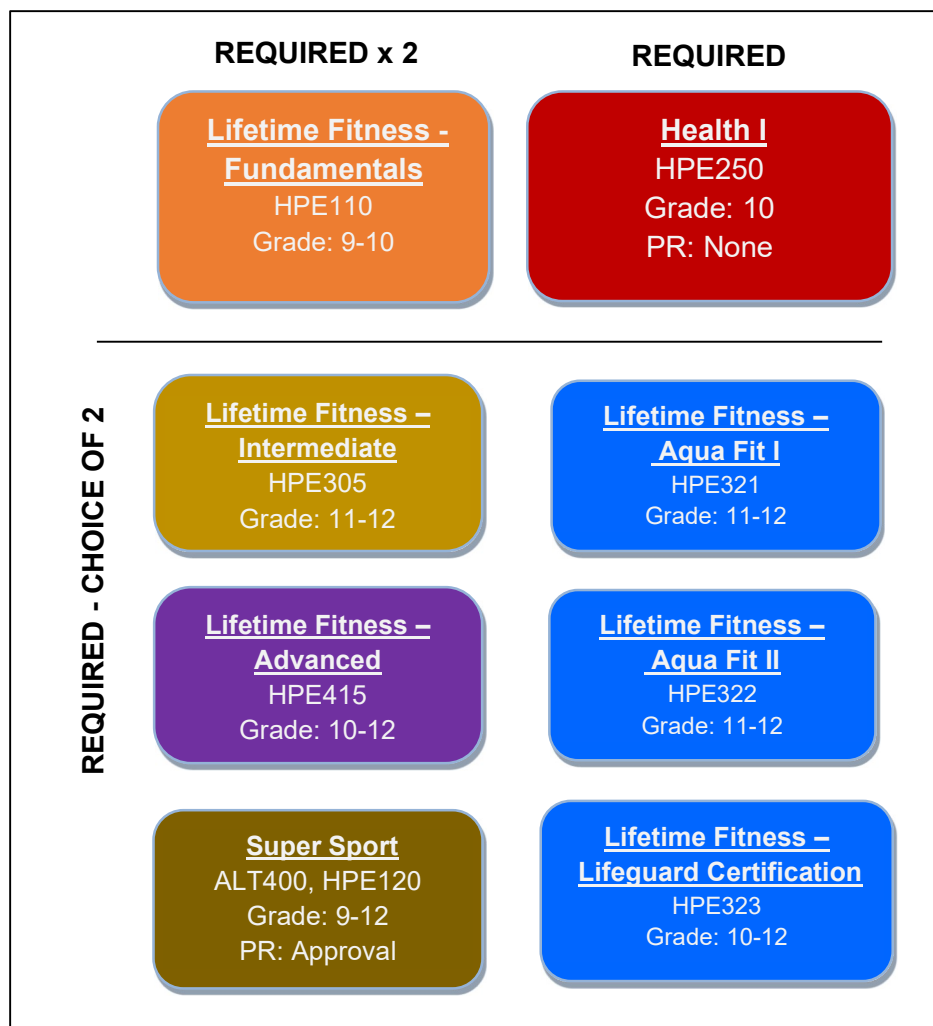 REQUIRED x 2
REQUIRED
Lifetime Fitness -
Fundamentals
HPE110
Grade: 9-10
Health I
HPE250
Grade: 10
PR: None
REQUIRED - CHOICE OF 2
Lifetime Fitness –
Intermediate
HPE305
Grade: 11-12
Lifetime Fitness –
Aqua Fit I
HPE321
Grade: 11-12
Lifetime Fitness –
Advanced
HPE415
Grade: 10-12
Lifetime Fitness –
Aqua Fit II
HPE322
Grade: 11-12
Super Sport
ALT400, HPE120
Grade: 9-12
PR: Approval
Lifetime Fitness –
Lifeguard Certification
HPE323
Grade: 10-12